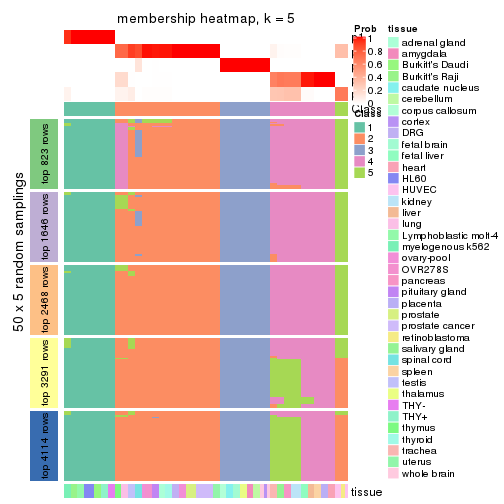 membership heatmap, k = 5
50 x 5 random samplings
top 823 rows
top 1646 rows
top 2468 rows
top 3291 rows
top 4114 rows
Prob
1
0.8
0.6
0.4
0.2
0
Class
Class
1
2
3
4
5
tissue
adrenal gland
amygdala
Bukitt's Daudi
Bukitt's Raji
caudate nucleus
cerebellum
corpus callosum
cortex
DRG
fetal brain
fetal liver
heart
HL60
HUVEC
kidney
liver
lung
Lymphoblastic molt-4
myelogenous k562
ovary-pool
OVR278S
pancreas
pituitary gland
placenta
prostate
prostate cancer
retinoblastoma
salivary gland
spinal cord
spleen
testis
thalamus
THY-
THY+
thymus
thyroid
trachea
uterus
whole brain
tissue